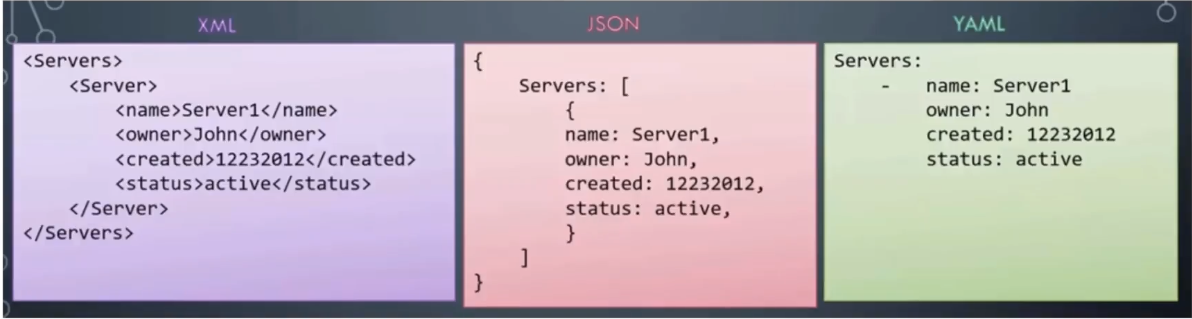 XML
<Servers>
<Server>
<name>Server1</name>
<owner>John</owner>
<created>12232012</created>
<status>active</status>
</Server>
</Servers>
JSON
{
Servers: [
{
name: Server1,
owner: John,
created: 12232012,
status: active,
}
]
}
YAML
Servers:
- name: Server1
owner: John
created: 12232012
status: active